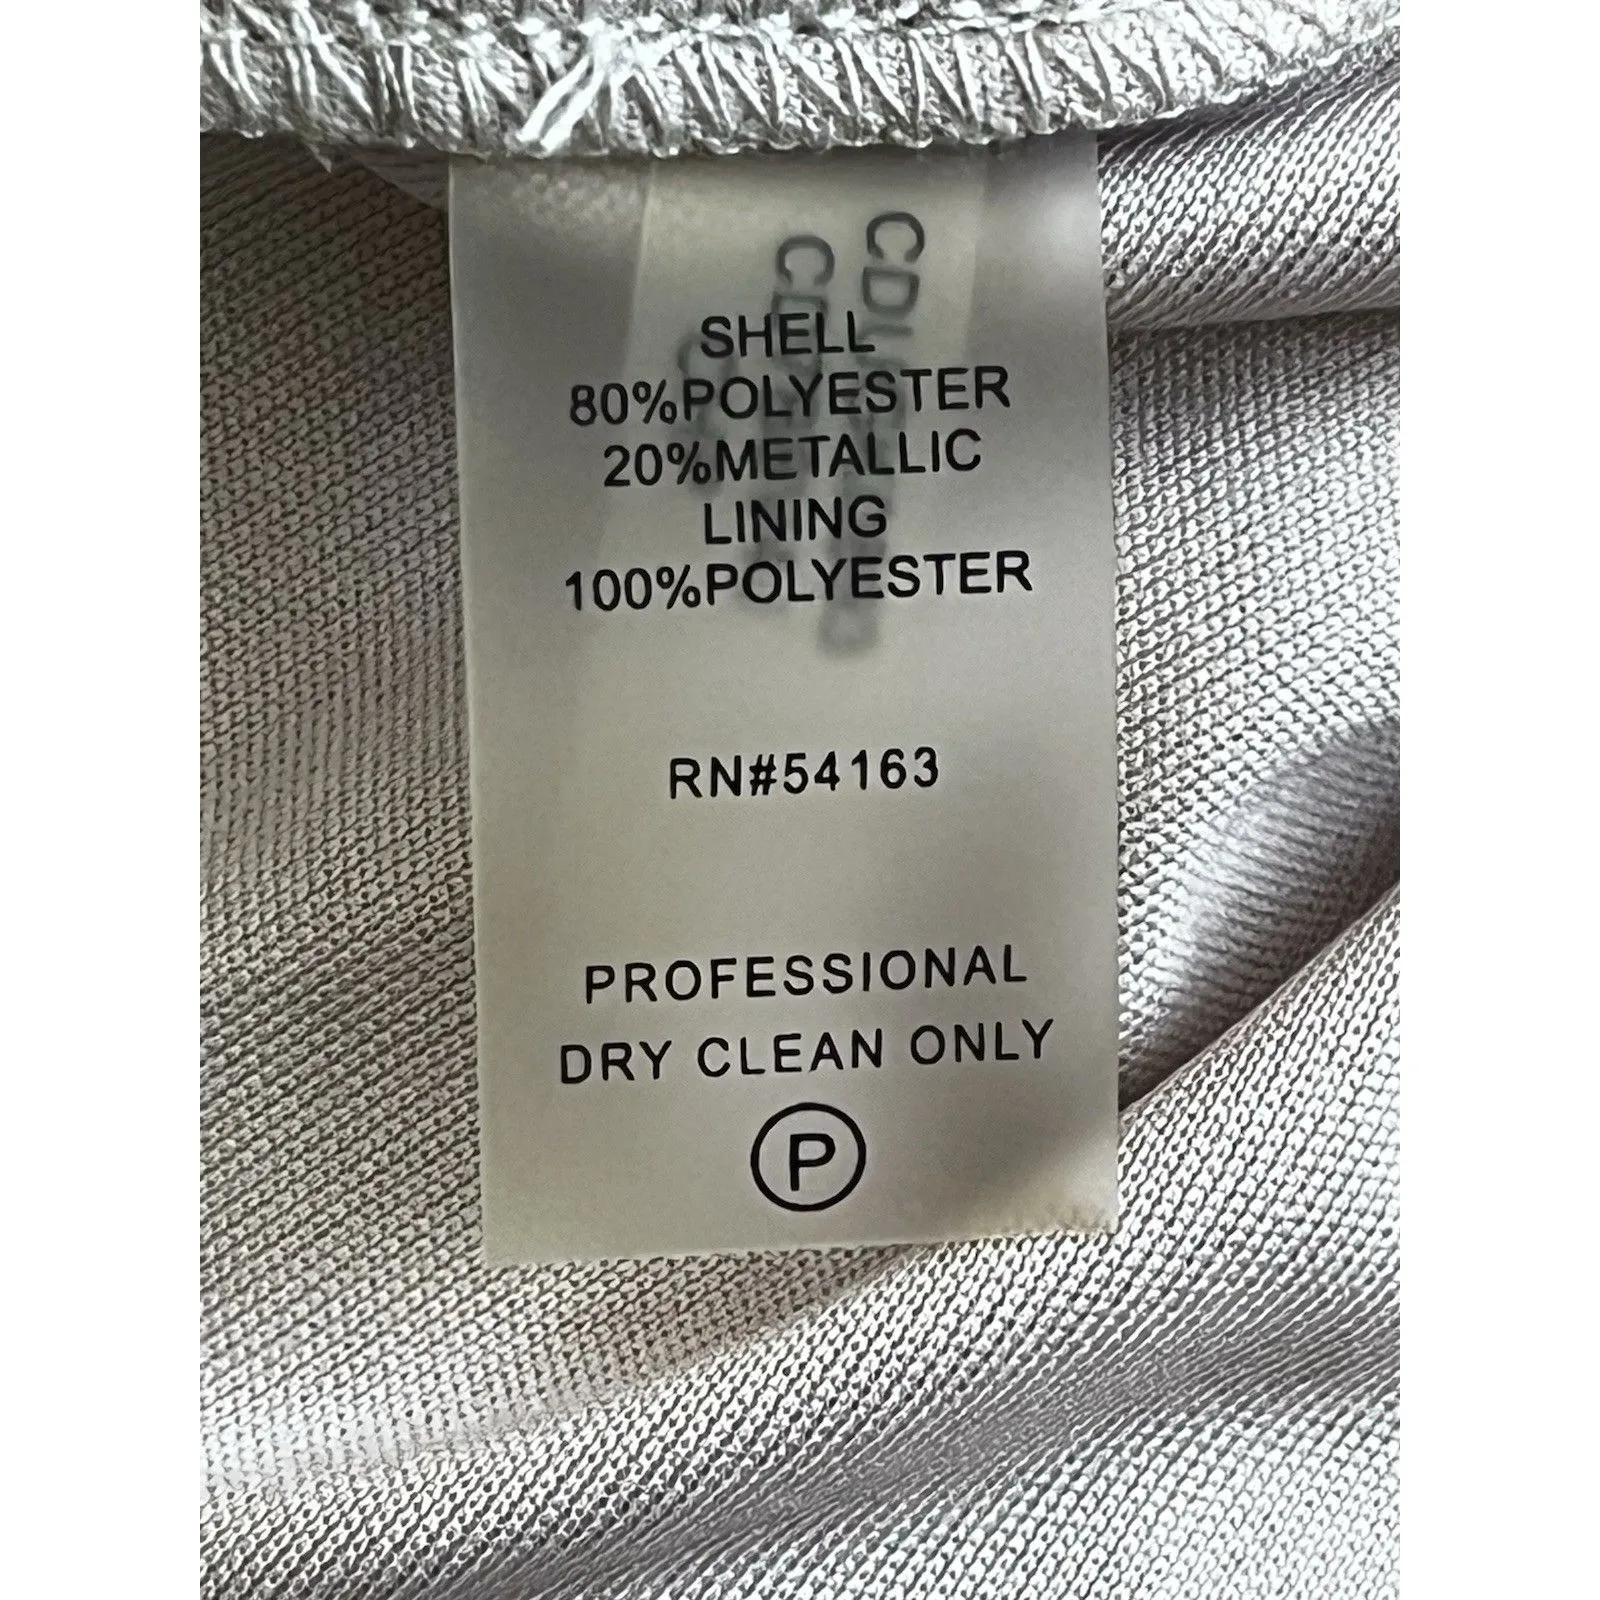 SHELL
80%POLYESTER
20%METALLIC
LINING
100%POLYESTER
RN#54163
PROFESSIONAL
DRY CLEAN ONLY
P